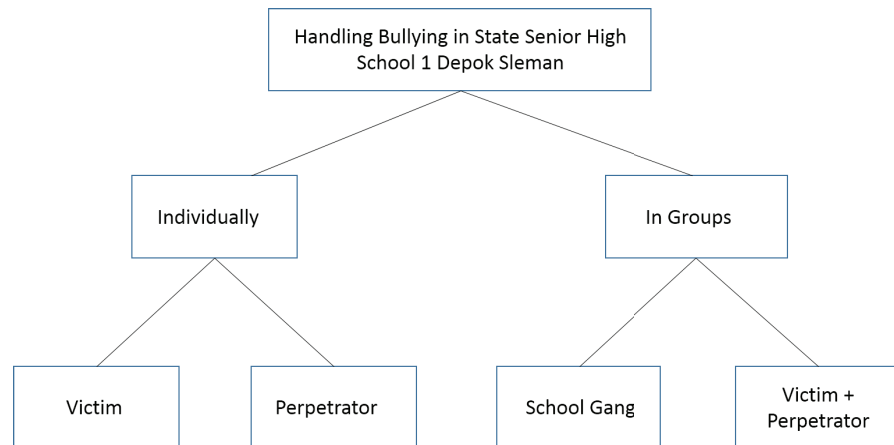 Handling Bullying in State Senior High
School 1 Depok Sleman
Individually
In Groups
Victim
Perpetrator
School Gang
Victim +
Perpetrator